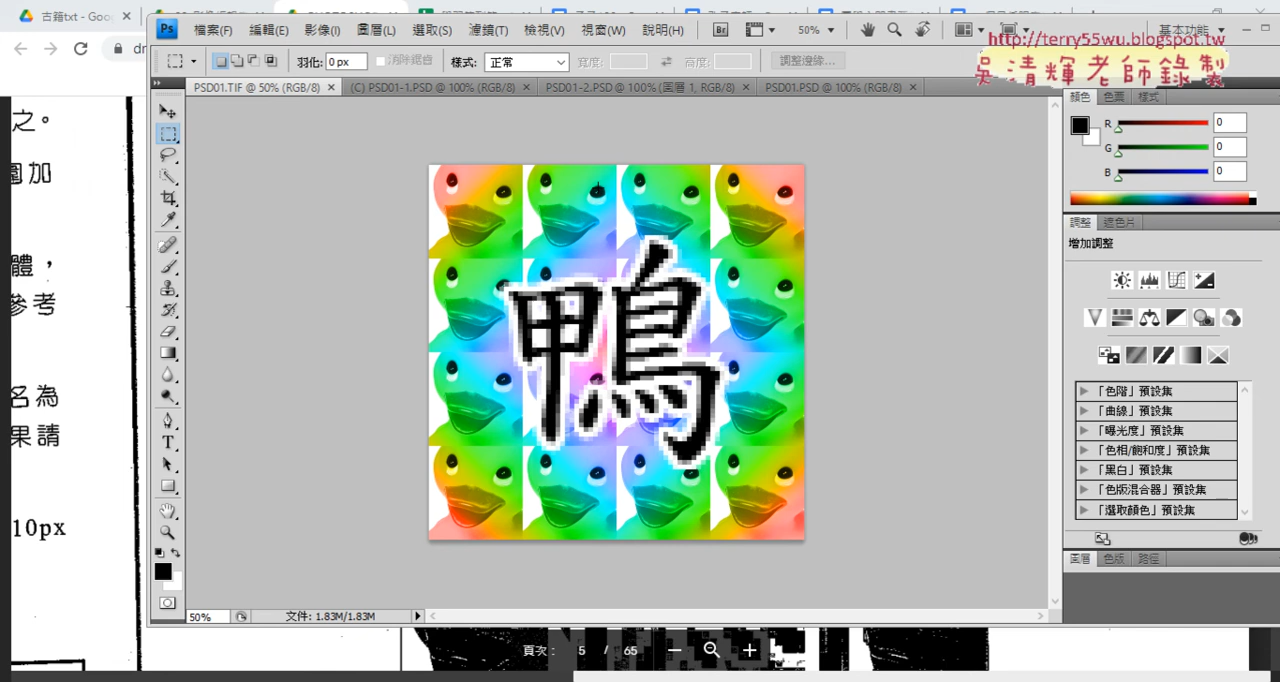 古籍txt - Goo
dr
Ps
檔案(F) 編輯(E) 影像(I) 圖層(L) 選取(S) 濾鏡(T) 檢視(V) 視窗(W) 說明(H)
Br
50%
基本功能
http://terry55wu.blogspot.tw
吳清輝老師錄製
羽化: 0 px
消除鋸齒
樣式: 正常
寬度:
高度:
調整邊緣...
PSD01.TIF @ 50% (RGB/8)
(C) PSD01-1.PSD @ 100% (RGB/8)
PSD01-2.PSD @ 100% (圖層 1, RGB/8)
PSD01.PSD @ 100% (RGB/8)
顏色 色票 樣式
R 0
G 0
B 0
調整 遮色片
增加調整
「色階」預設集
「曲線」預設集
「曝光度」預設集
「色相/飽和度」預設集
「黑白」預設集
「色版混合器」預設集
「選取顏色」預設集
圖層 色版 路徑
之。
圖加
體，
參考
名為
果請
10px
鴨
T
50%
文件: 1.83M/1.83M
頁次： 5 / 65